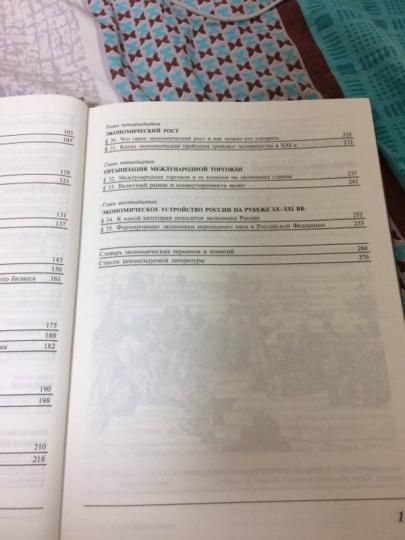 103
107
118
121
131
137
143
150
ого бизнеса 161
175
180
ия 182
190
198
210
218
Глава четырнадцатая
ЭКОНОМИЧЕСКИЙ РОСТ
§ 30. Что такое экономический рост и как можно его ускорить 228
§ 31. Какие экономические проблемы тревожат человечество в XXI в 232
Глава пятнадцатая
ОРГАНИЗАЦИЯ МЕЖДУНАРОДНОЙ ТОРГОВЛИ
§ 32. Международная торговля и ее влияние на экономику страны 237
§ 33. Валютный рынок и конвертируемость валют 245
Глава шестнадцатая
ЭКОНОМИЧЕСКОЕ УСТРОЙСТВО РОССИИ НА РУБЕЖЕ XX–XXI ВВ.
§ 34. К какой категории относится экономика России 252
§ 35. Формирование экономики переходного типа в Российской Федерации 253
Словарь экономических терминов и понятий 260
Список рекомендуемой литературы 270
1